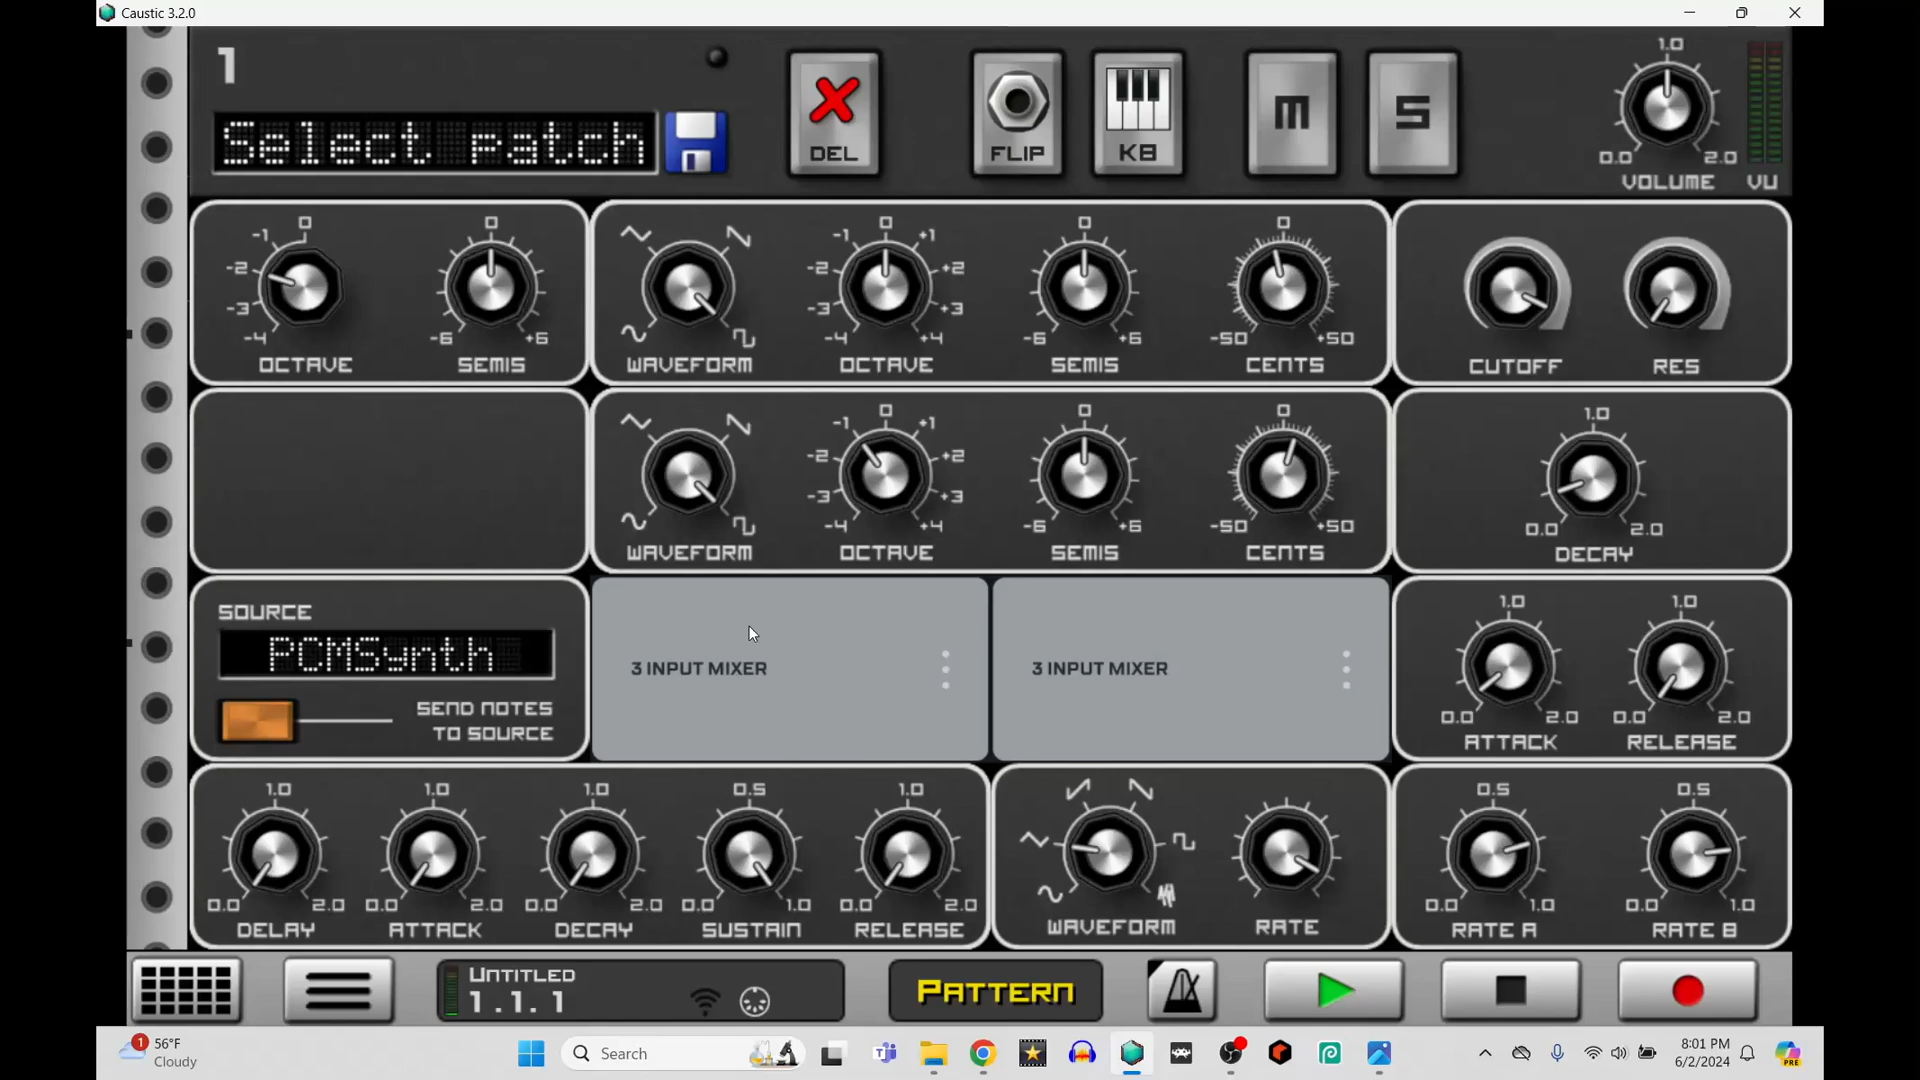 Caustic 3.2.0
1
Select patch
DEL
FLIP
KB
M
S
1.0
0.0 2.0
VOLUME VU
0
-1
-2
-3
-4
OCTAVE
0
-6 +6
SEMIS
WAVEFORM
0
-1 +1
-2 +2
-3 +3
-4 +4
OCTAVE
0
-6 +6
SEMIS
0
-50 +50
CENTS
CUTOFF
RES
WAVEFORM
0
-1 +1
-2 +2
-3 +3
-4 +4
OCTAVE
0
-6 +6
SEMIS
0
-50 +50
CENTS
1.0
0.0 2.0
DECAY
SOURCE
PCMSynth
SEND NOTES
TO SOURCE
3 INPUT MIXER
3 INPUT MIXER
1.0
0.0 2.0
ATTACK
1.0
0.0 2.0
RELEASE
1.0
0.0 2.0
DELAY
1.0
0.0 2.0
ATTACK
1.0
0.0 2.0
DECAY
0.5
0.0 1.0
SUSTAIN
1.0
0.0 2.0
RELEASE
WAVEFORM
RATE
0.5
0.0 1.0
RATE A
0.5
0.0 1.0
RATE B
Untitled
1.1.1
Pattern
1
56°F
Cloudy
Search
8:01 PM
6/2/2024
PRE